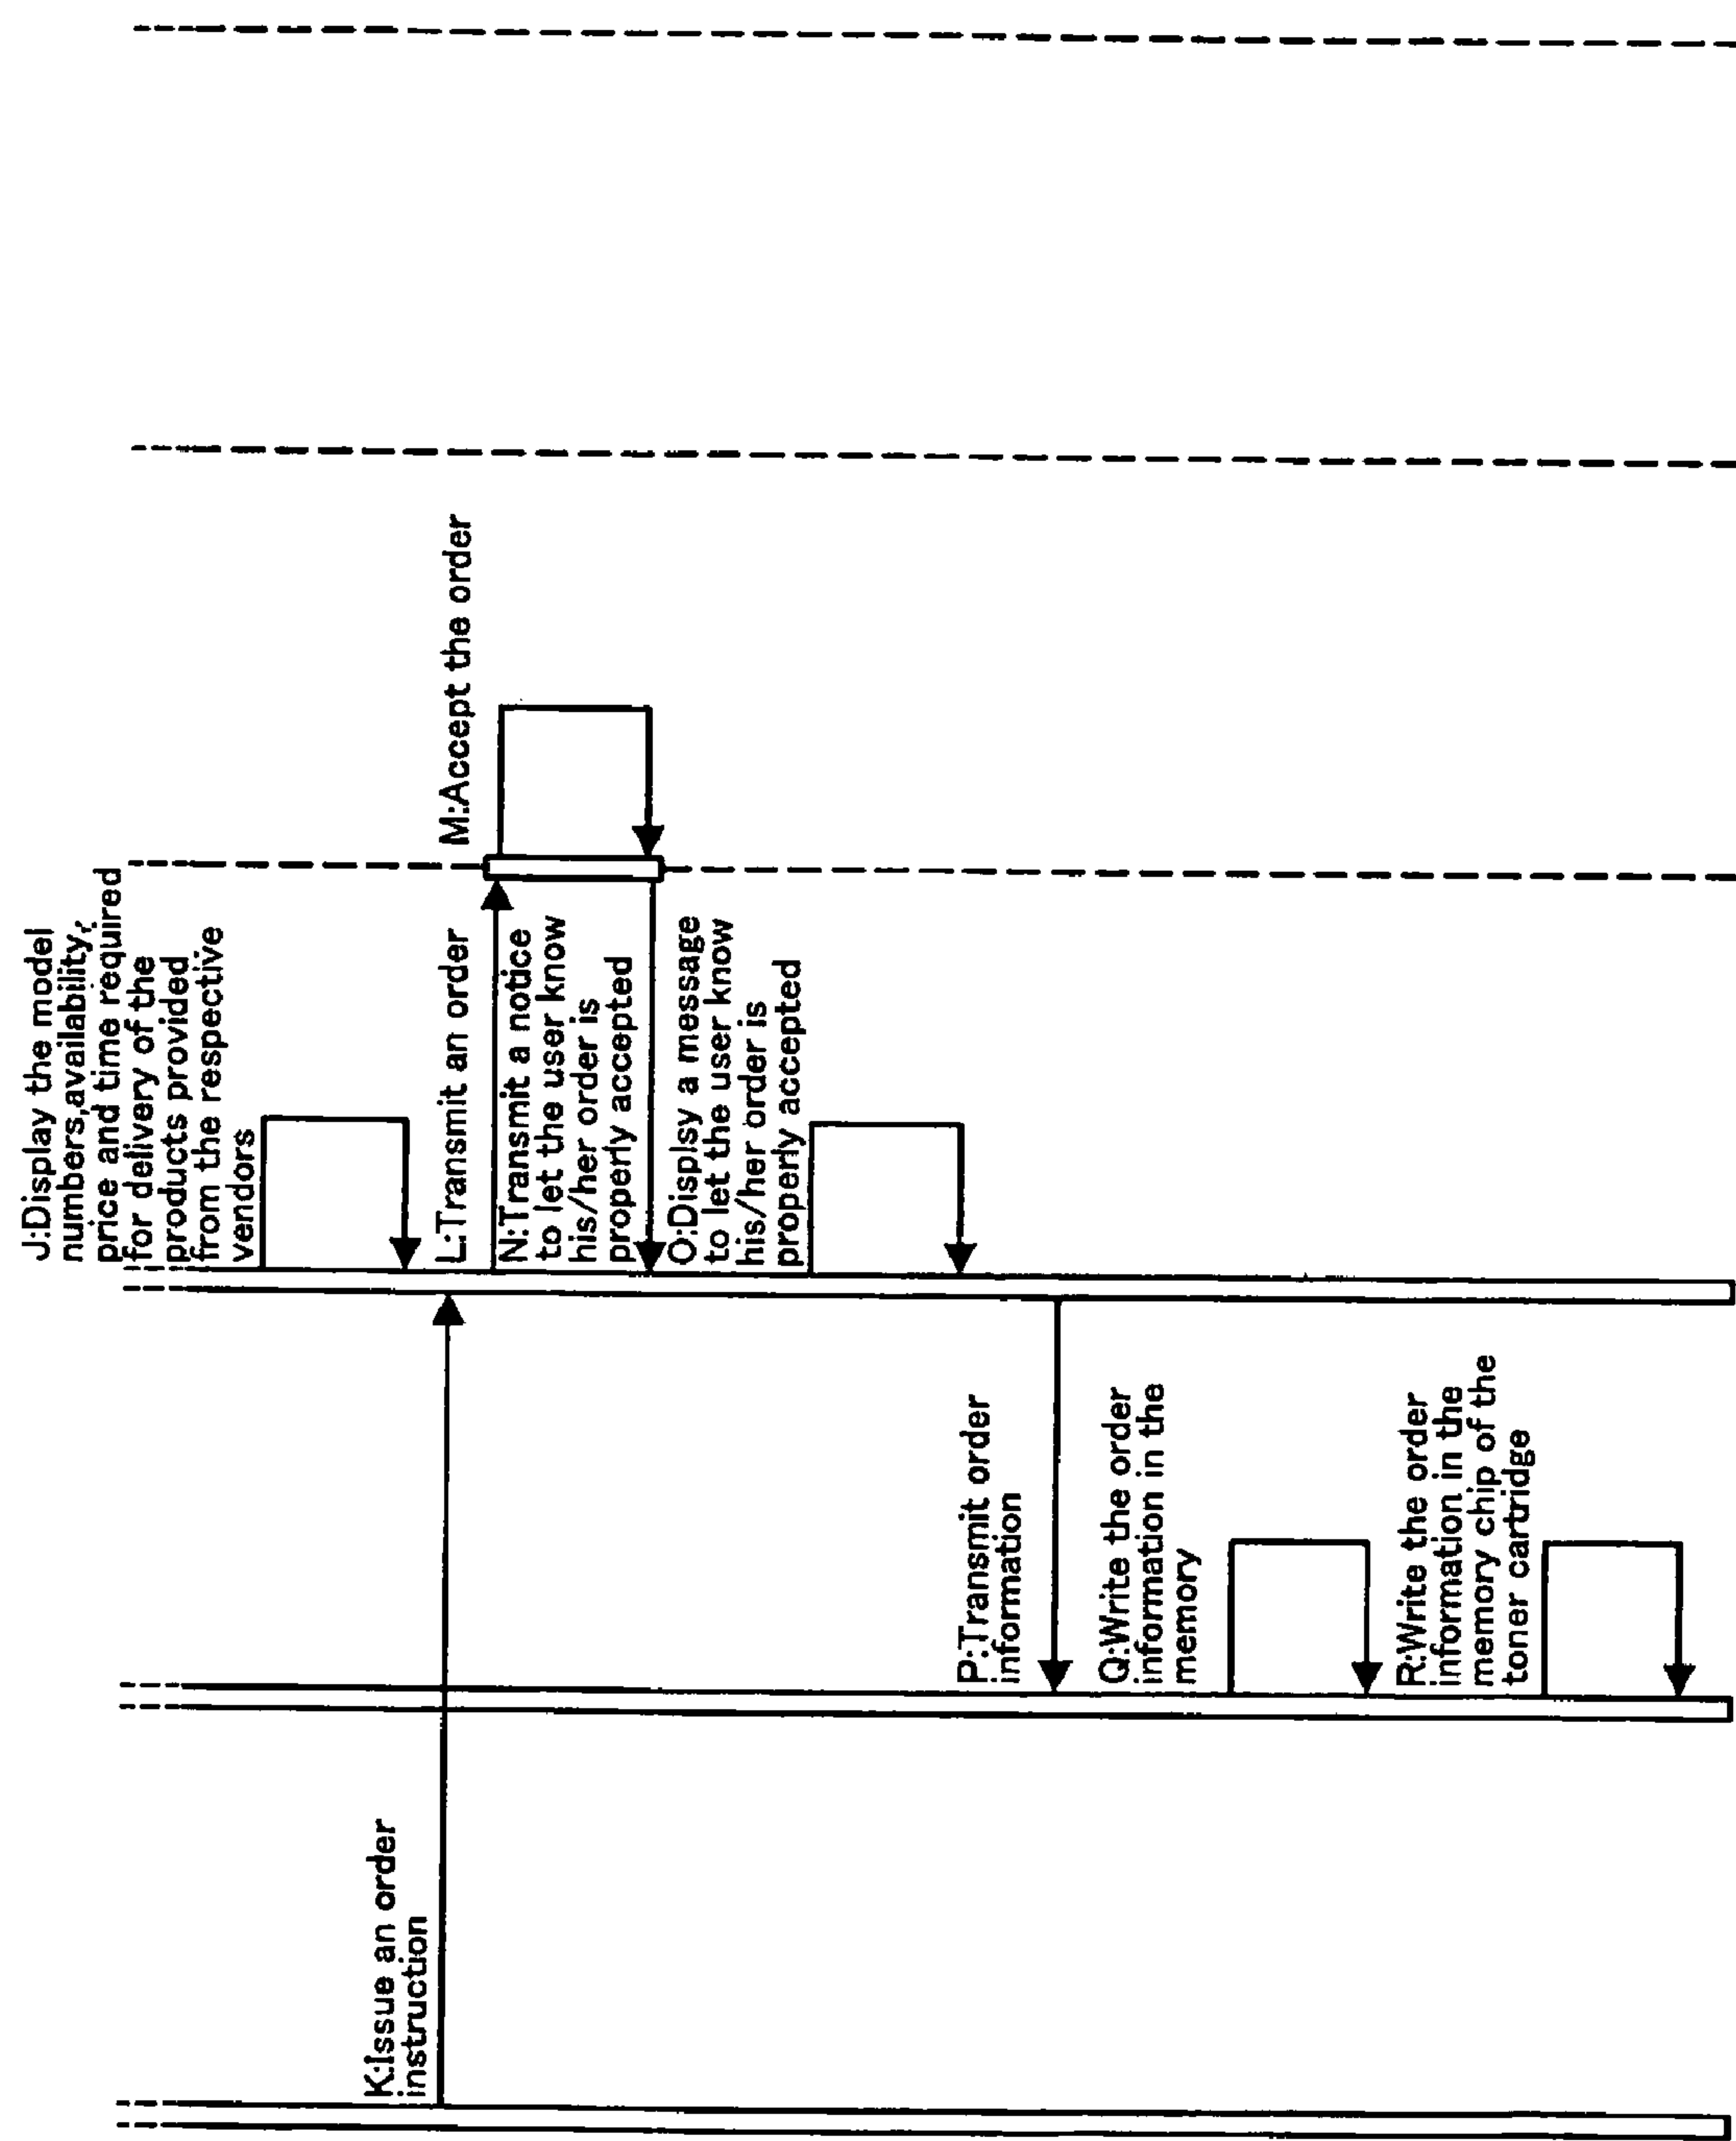 J:Display the model
numbers,availability,
price and time required
for delivery of the
products provided
from the respective
vendors
K:Issue an order
instruction
L:Transmit an order
M:Accept the order
N:Transmit a notice
to let the user know
his/her order is
properly accepted
O:Display a message
to let the user know
his/her order is
properly accepted
P:Transmit order
information
Q:Write the order
information in the
memory
R:Write the order
information in the
memory chip of the
toner cartridge